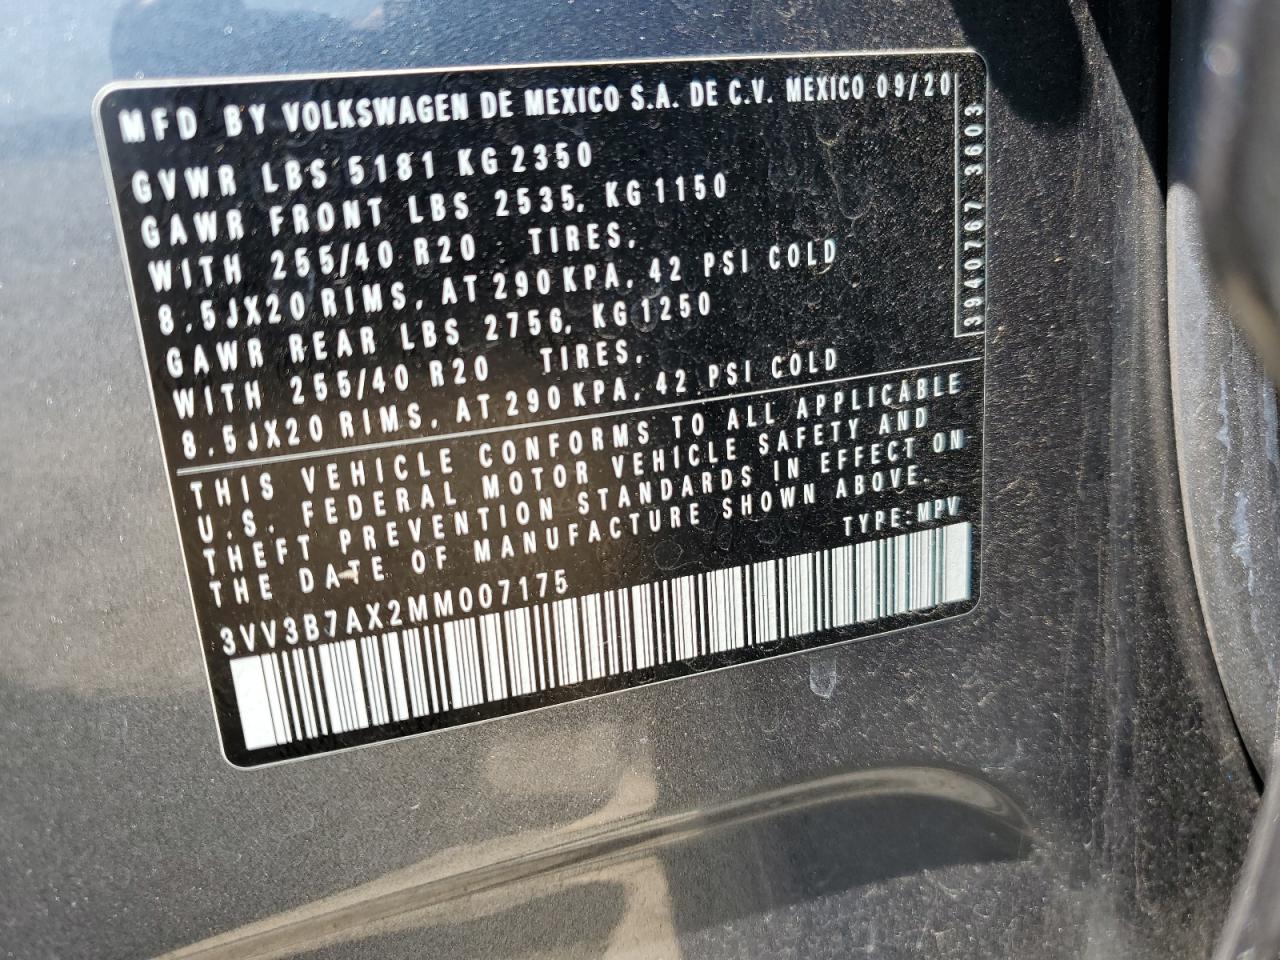 MFD BY VOLKSWAGEN DE MEXICO S.A. DE C.V. MEXICO 09/20
GVWR LBS 5181 KG 2350
GAWR FRONT LBS 2535, KG 1150
WITH 255/40 R20 TIRES,
8.5JX20 RIMS, AT 290 KPA, 42 PSI COLD
GAWR REAR LBS 2756, KG 1250
WITH 255/40 R20 TIRES,
8.5JX20 RIMS, AT 290 KPA, 42 PSI COLD
3940767 3603
THIS VEHICLE CONFORMS TO ALL APPLICABLE
U.S. FEDERAL MOTOR VEHICLE SAFETY AND
THEFT PREVENTION STANDARDS IN EFFECT ON
THE DATE OF MANUFACTURE SHOWN ABOVE.
TYPE:MPV
3VV3B7AX2MM007175